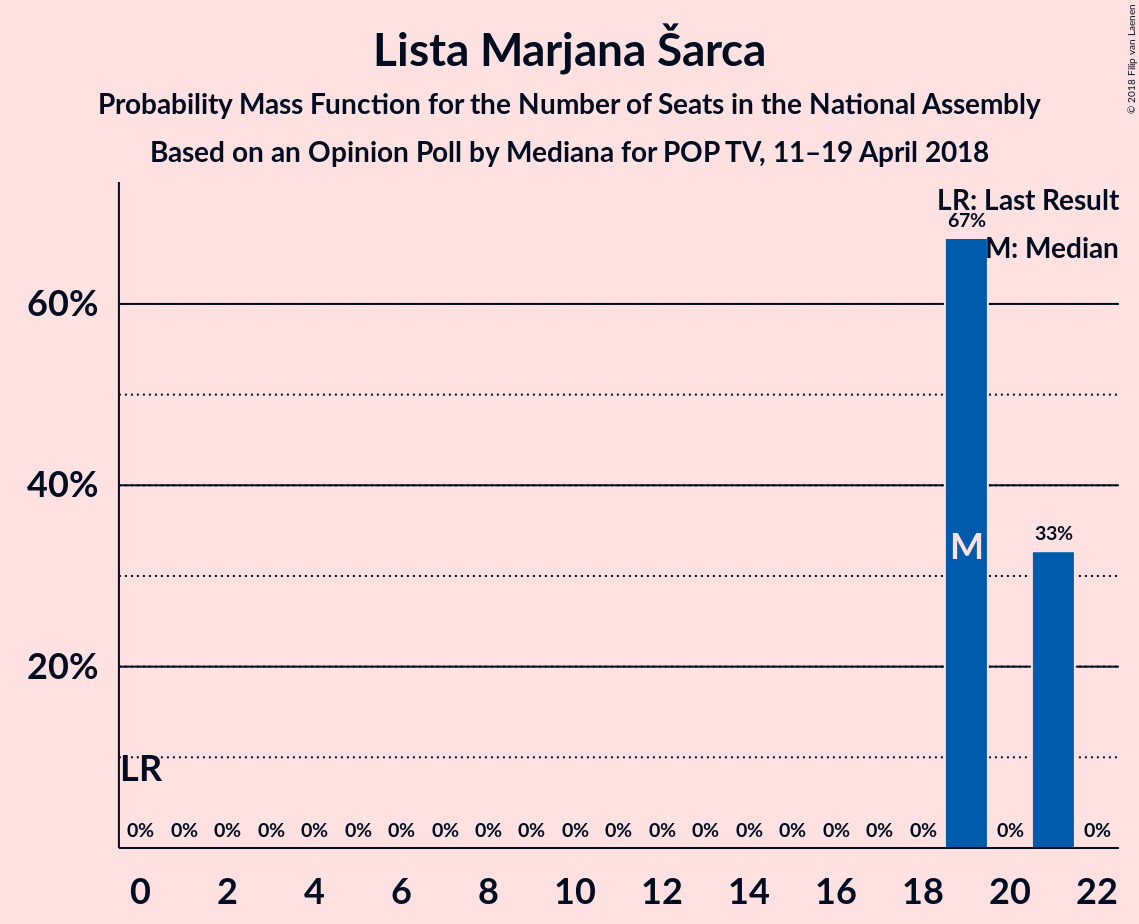 Lista Marjana Šarca
Probability Mass Function for the Number of Seats in the National Assembly
Based on an Opinion Poll by Mediana for POP TV, 11–19 April 2018
© 2018 Filip van Laenen
LR: Last Result
67%
M: Median
60%
40%
33%
M
20%
LR
0% 0% 0% 0% 0% 0% 0% 0% 0% 0% 0% 0% 0% 0% 0% 0% 0% 0% 0% 0% 0%
0 2 4 6 8 10 12 14 16 18 20 22